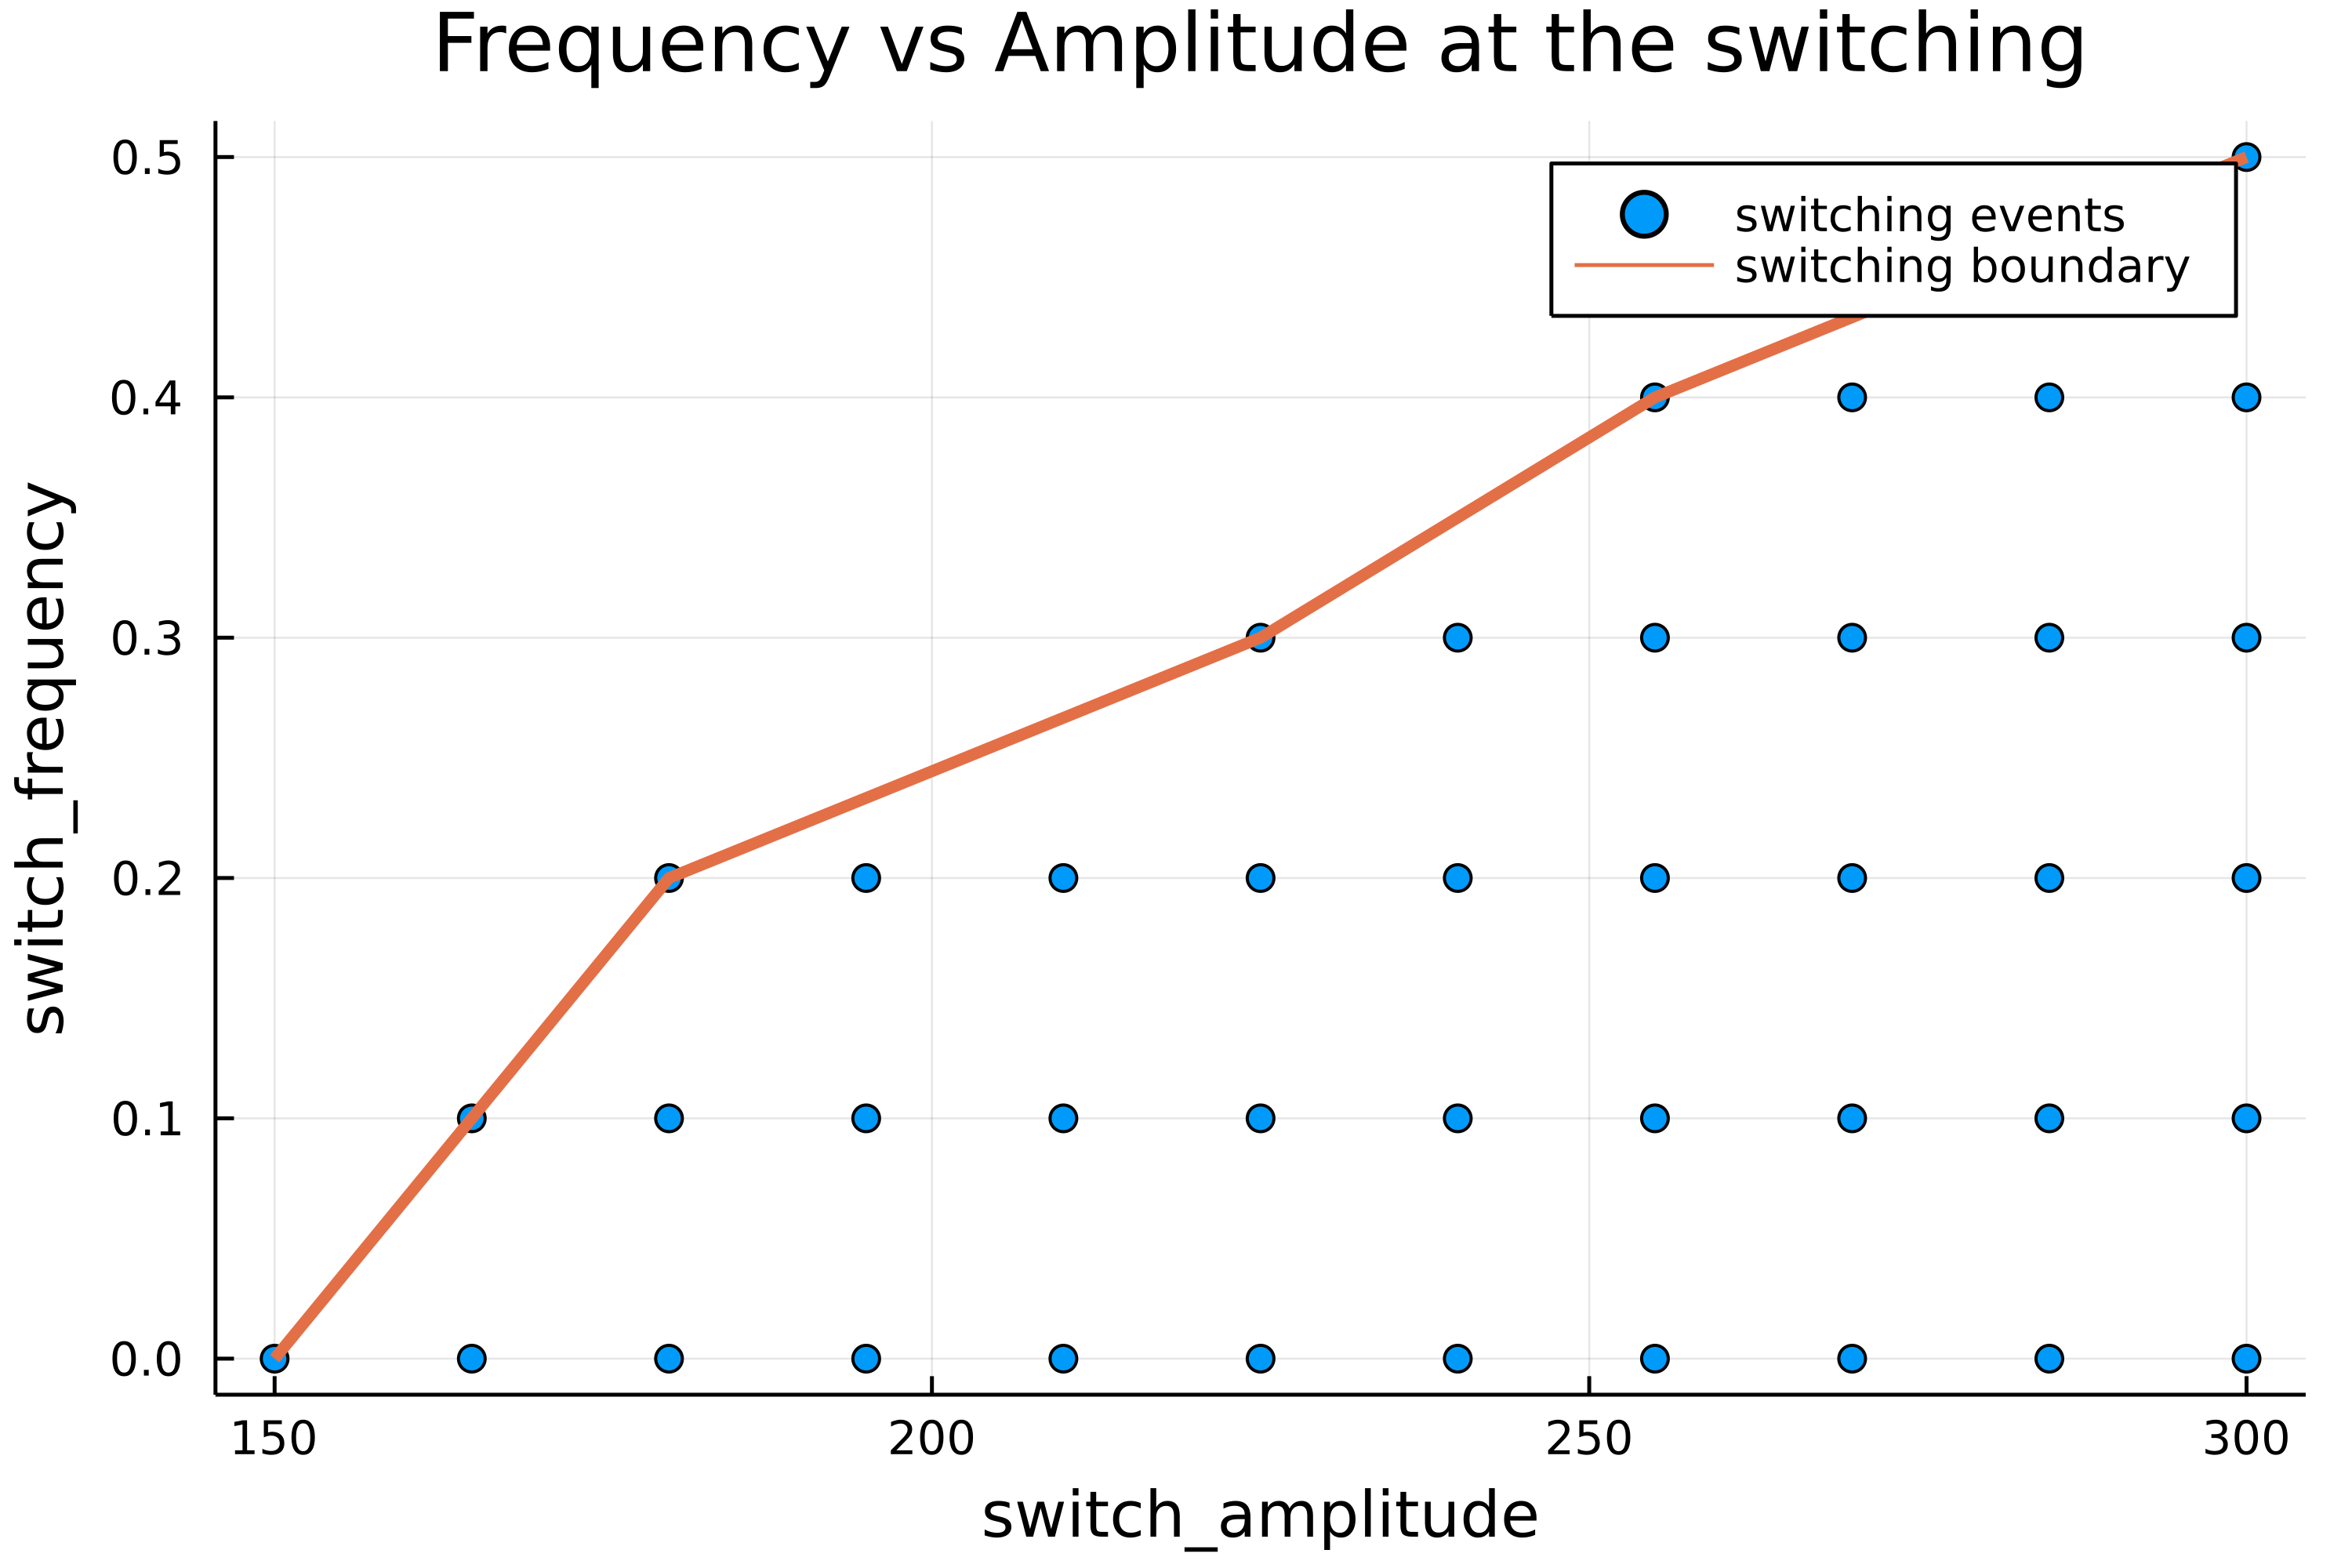 Frequency vs Amplitude at the switching
switching events
switching boundary
switch_frequency
0.5
0.4
0.3
0.2
0.1
0.0
150 200 250 300
switch_amplitude